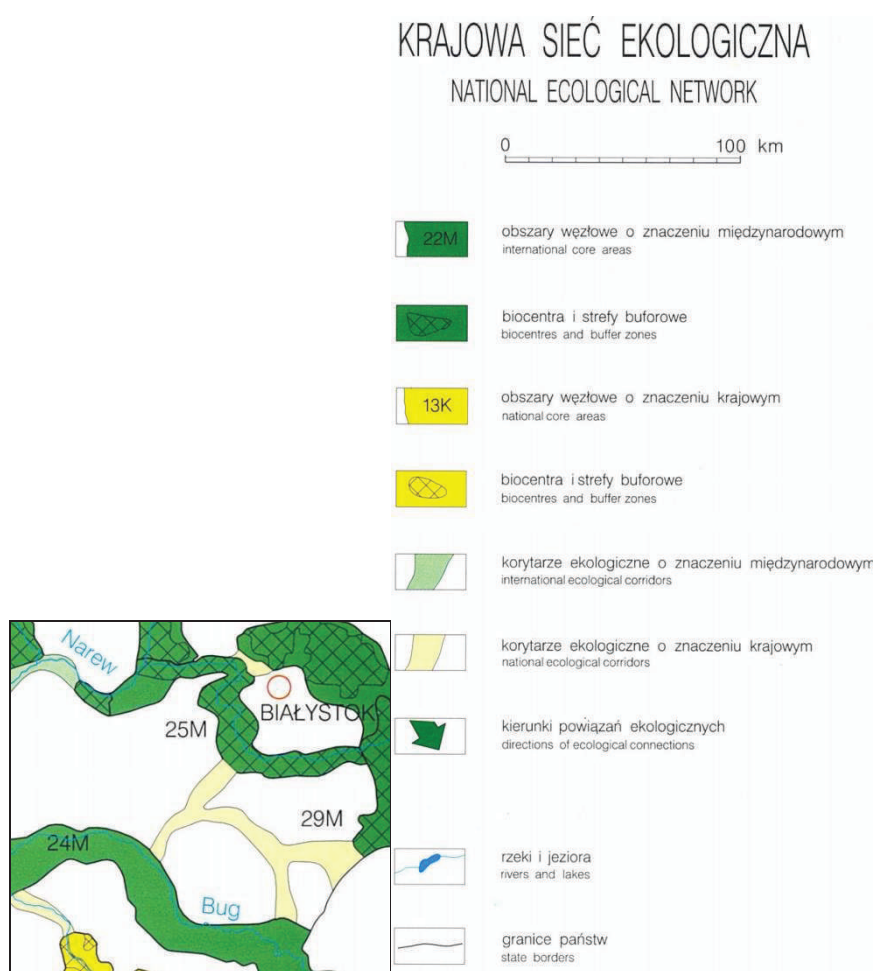 KRAJOWA SIEĆ EKOLOGICZNA
NATIONAL ECOLOGICAL NETWORK
0 100 km
22M
obszary węzłowe o znaczeniu międzynarodowym
international core areas
biocentra i strefy buforowe
biocentres and buffer zones
13K
obszary węzłowe o znaczeniu krajowym
national core areas
biocentra i strefy buforowe
biocentres and buffer zones
korytarze ekologiczne o znaczeniu międzynarodowym
international ecological corridors
korytarze ekologiczne o znaczeniu krajowym
national ecological corridors
kierunki powiązań ekologicznych
directions of ecological connections
rzeki i jeziora
rivers and lakes
granice państw
state borders
Narew
BIAŁYSTOK
25M
29M
24M
Bug